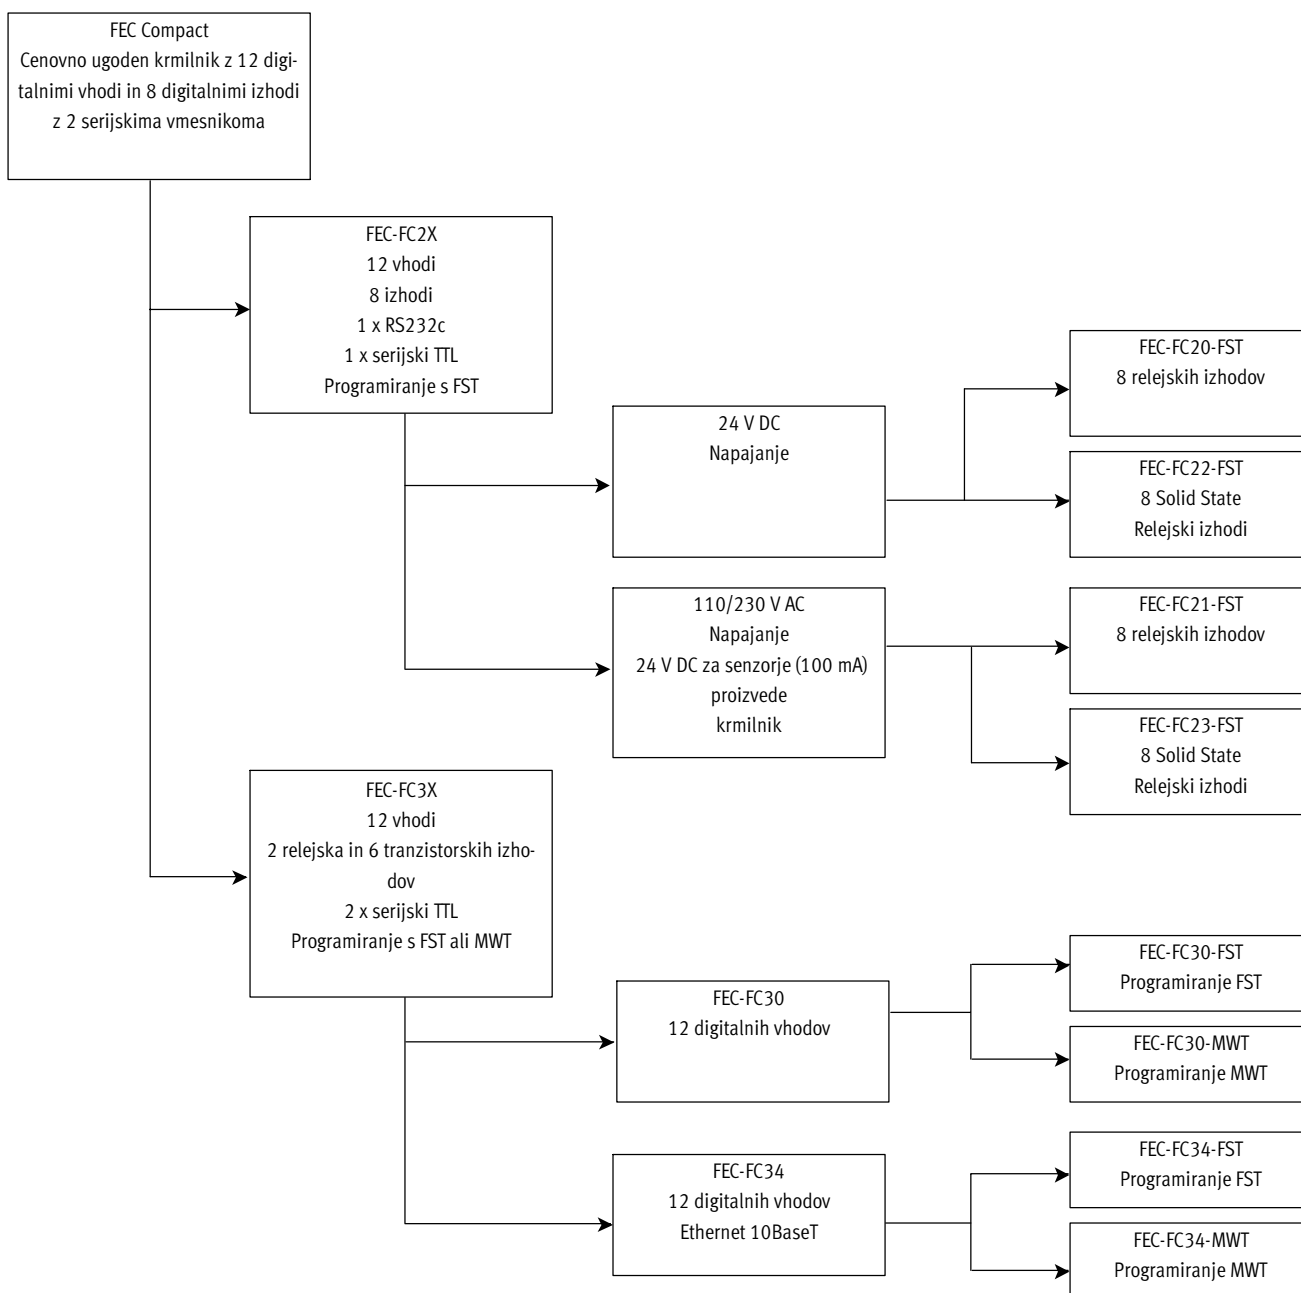 FEC Compact
Cenovno ugoden krmilnik z 12 digi-
talnimi vhodi in 8 digitalnimi izhodi
z 2 serijskima vmesnikoma
FEC-FC2X
12 vhodi
8 izhodi
1 x RS232c
1 x serijski TTL
Programiranje s FST
24 V DC
Napajanje
FEC-FC20-FST
8 relejskih izhodov
FEC-FC22-FST
8 Solid State
Relejski izhodi
110/230 V AC
Napajanje
24 V DC za senzorje (100 mA)
proizvede
krmilnik
FEC-FC21-FST
8 relejskih izhodov
FEC-FC23-FST
8 Solid State
Relejski izhodi
FEC-FC3X
12 vhodi
2 relejska in 6 tranzistorskih izho-
dov
2 x serijski TTL
Programiranje s FST ali MWT
FEC-FC30
12 digitalnih vhodov
FEC-FC30-FST
Programiranje FST
FEC-FC30-MWT
Programiranje MWT
FEC-FC34
12 digitalnih vhodov
Ethernet 10BaseT
FEC-FC34-FST
Programiranje FST
FEC-FC34-MWT
Programiranje MWT